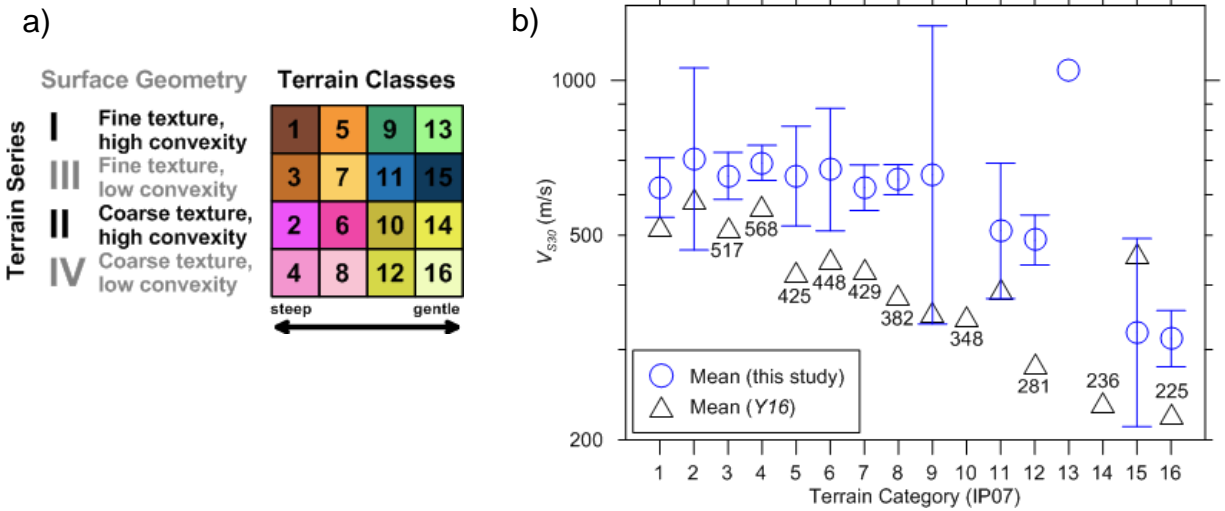 a)
Surface Geometry
Terrain Classes
Terrain Series
I
Fine texture,
high convexity
III
Fine texture,
low convexity
II
Coarse texture,
high convexity
IV
Coarse texture,
low convexity
1 5 9 13
3 7 11 15
2 6 10 14
4 8 12 16
steep gentle
b)
V_S30 (m/s)
1000
500
200
517
568
425
448
429
382
348
281
236
225
Mean (this study)
Mean (Y16)
1 2 3 4 5 6 7 8 9 10 11 12 13 14 15 16
Terrain Category (IP07)